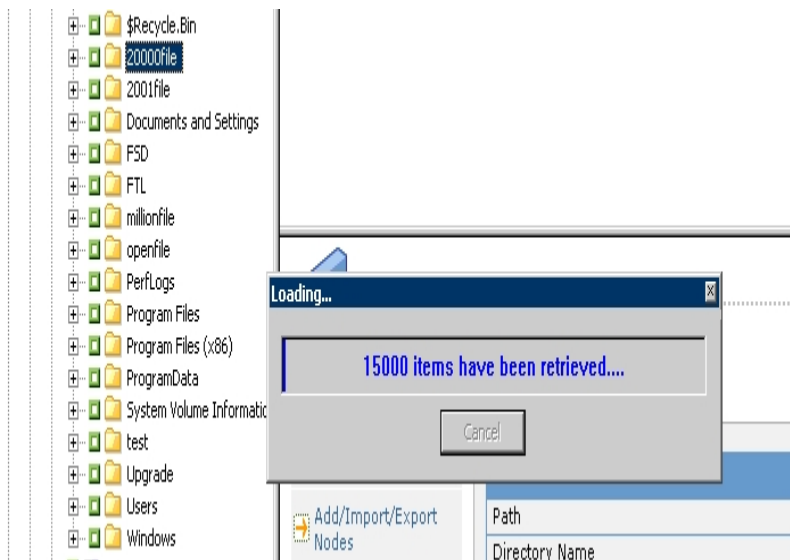 $Recycle.Bin
20000file
2001file
Documents and Settings
FSD
FTL
millionfile
openfile
PerfLogs
Program Files
Program Files (x86)
ProgramData
System Volume Informatic
test
Upgrade
Users
Windows
Loading...
15000 items have been retrieved....
Cancel
Add/Import/Export
Nodes
Path
Directory Name